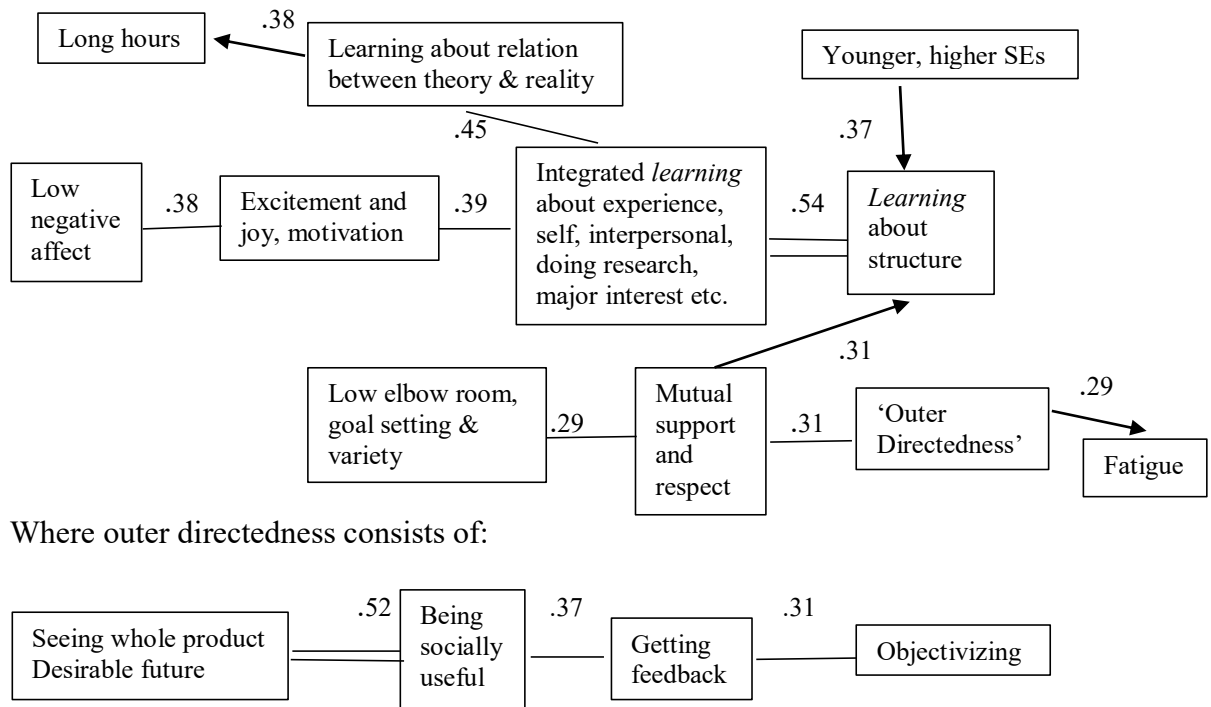 .38
Long hours
Learning about relation
between theory & reality
Younger, higher SEs
.45
.37
Low
negative
affect
.38
Excitement and
joy, motivation
.39
Integrated learning
about experience,
self, interpersonal,
doing research,
major interest etc.
.54
Learning
about
structure
.31
Low elbow room,
goal setting &
variety
.29
Mutual
support
and
respect
.31
‘Outer
Directedness’
.29
Fatigue
Where outer directedness consists of:
Seeing whole product
Desirable future
.52
Being
socially
useful
.37
Getting
feedback
.31
Objectivizing